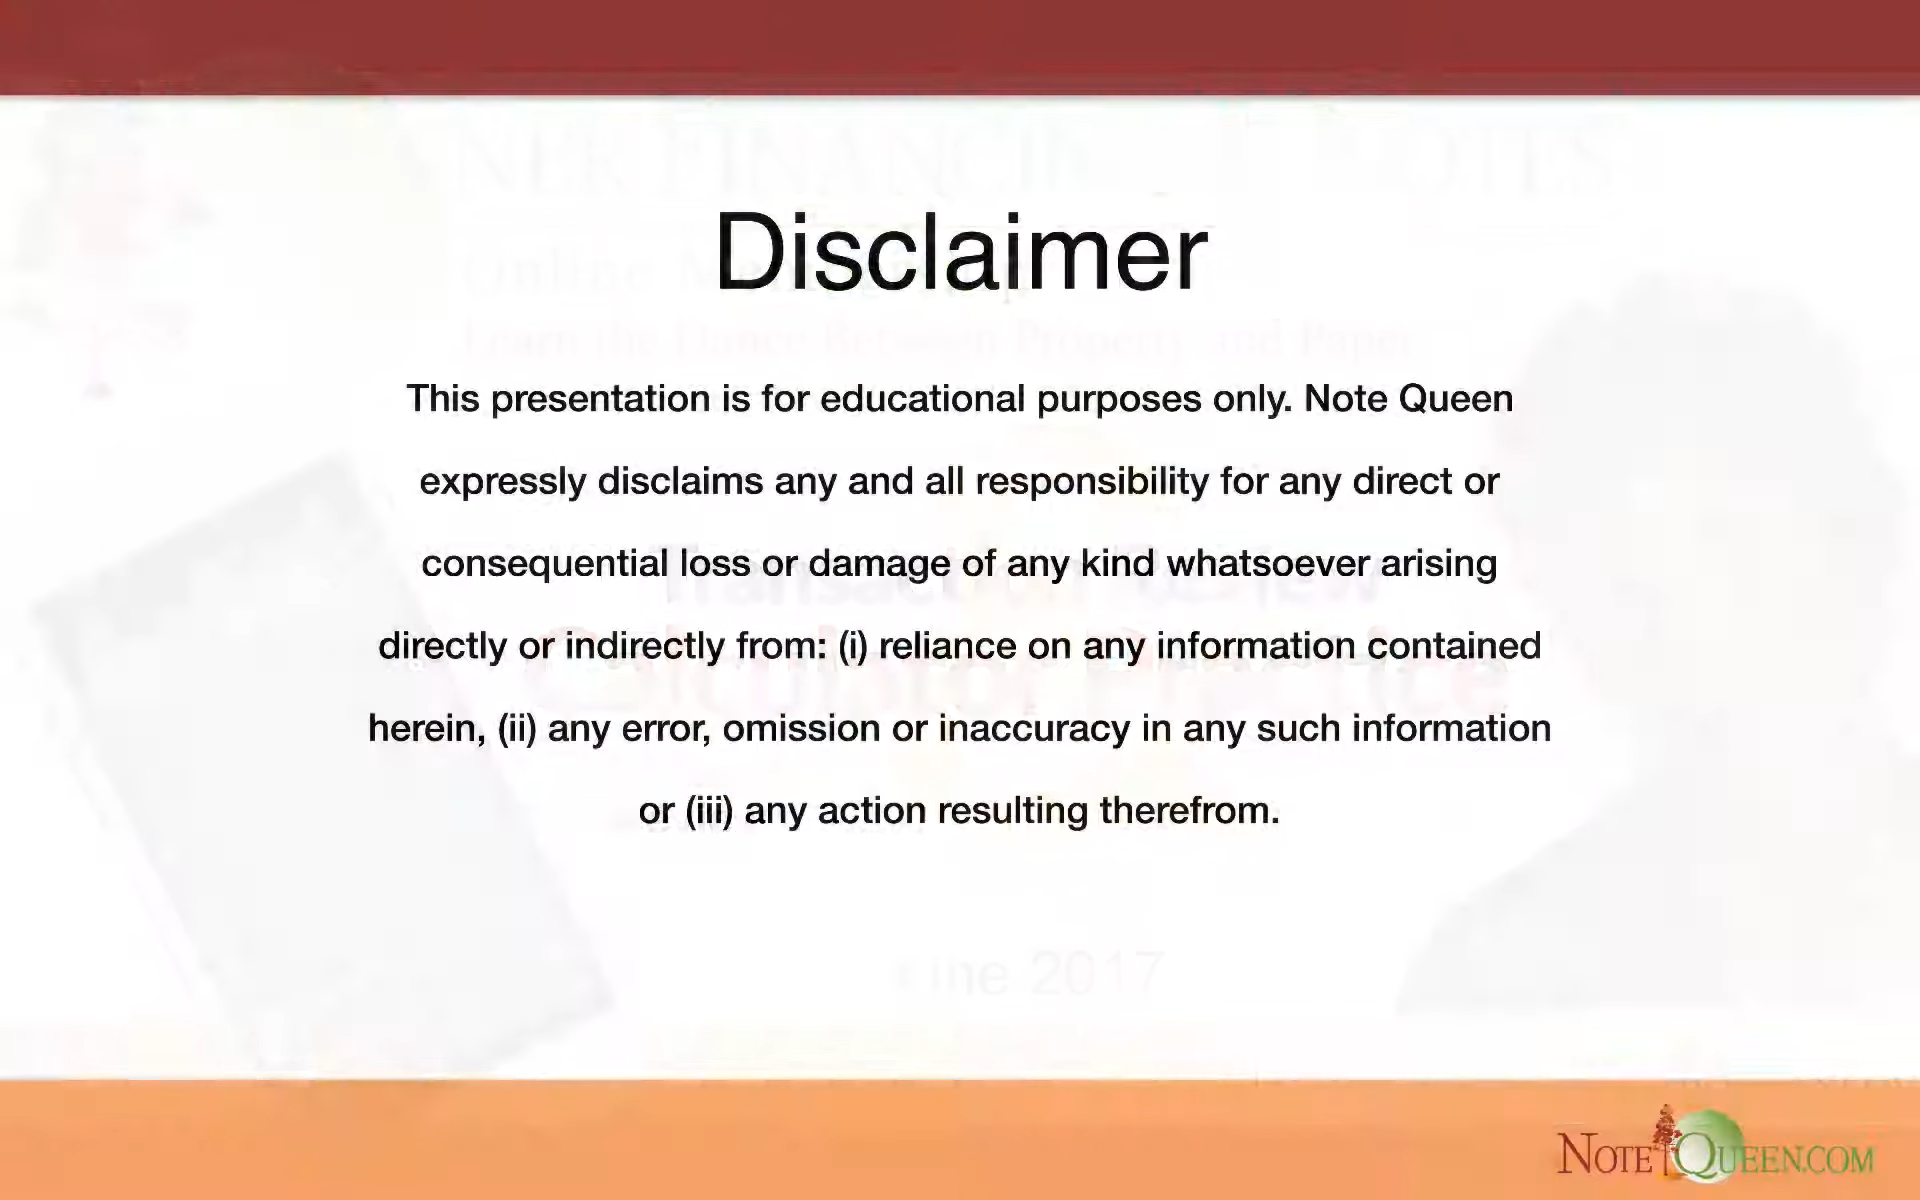 Disclaimer
This presentation is for educational purposes only. Note Queen
expressly disclaims any and all responsibility for any direct or
consequential loss or damage of any kind whatsoever arising
directly or indirectly from: (i) reliance on any information contained
herein, (ii) any error, omission or inaccuracy in any such information
or (iii) any action resulting therefrom.
2017
NOTEQUEEN.COM